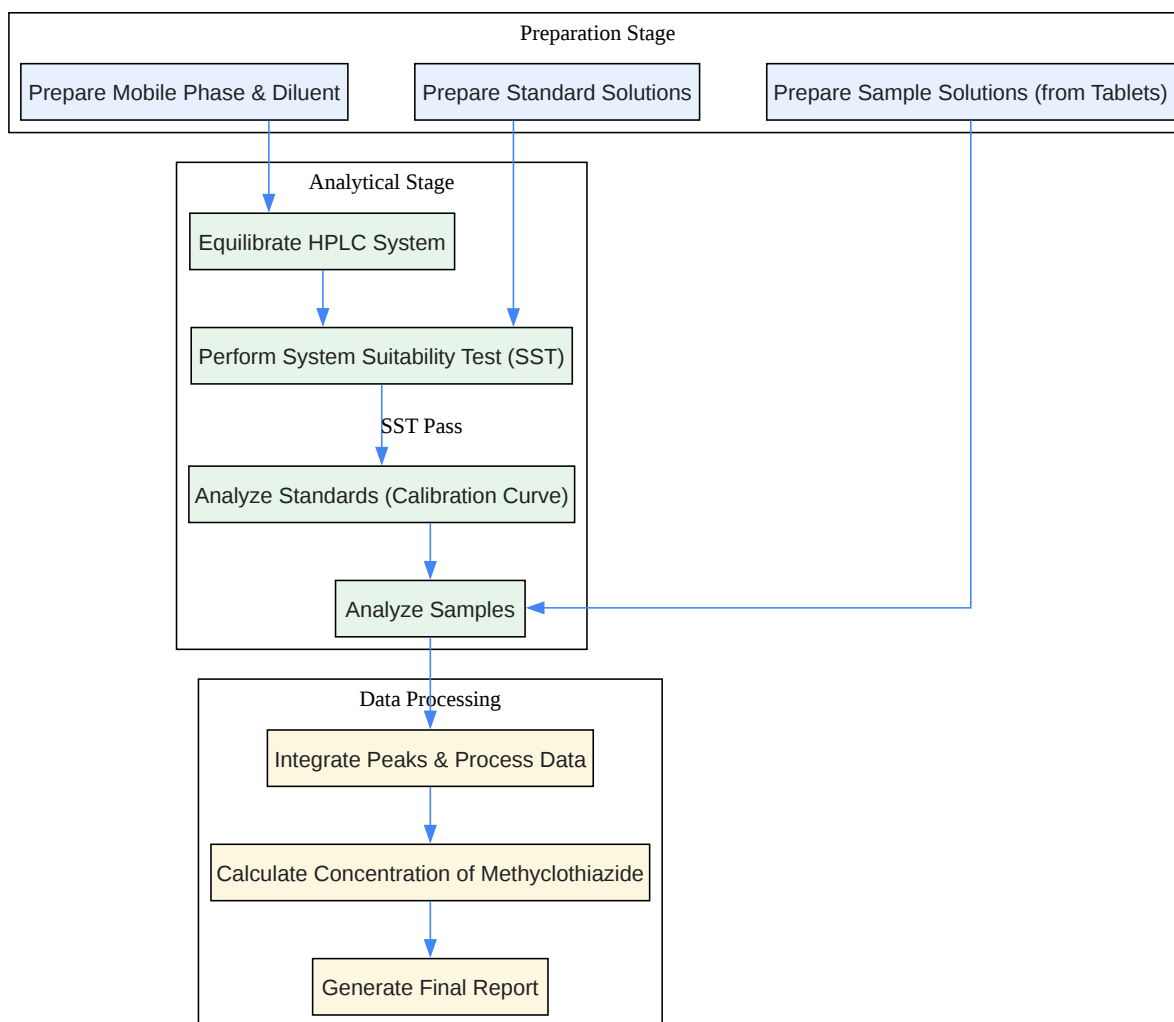 Preparation Stage
Prepare Mobile Phase & Diluent
Prepare Standard Solutions
Prepare Sample Solutions (from Tablets)
Analytical Stage
Equilibrate HPLC System
Perform System Suitability Test (SST)
SST Pass
Analyze Standards (Calibration Curve)
Analyze Samples
Data Processing
Integrate Peaks & Process Data
Calculate Concentration of Methyclothiazide
Generate Final Report